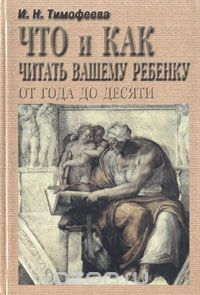 И. Н. Тимофеева
ЧТО и КАК
ЧИТАТЬ ВАШЕМУ РЕБЕНКУ
ОТ ГОДА ДО ДЕСЯТИ